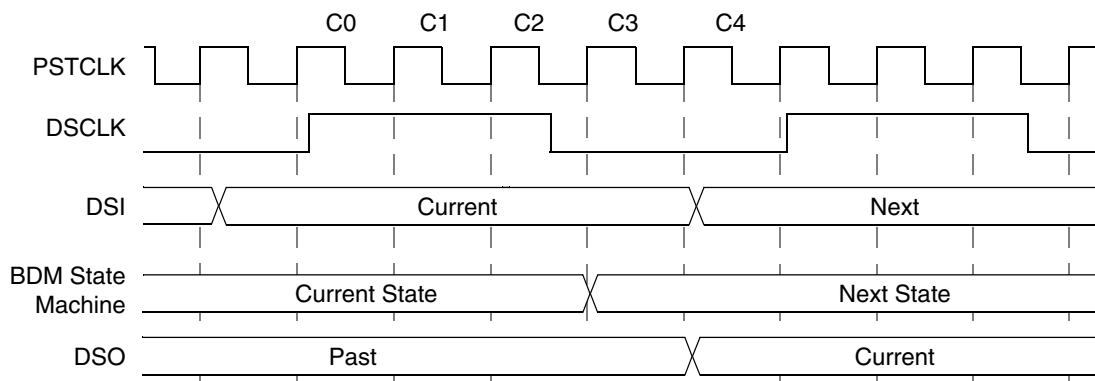 C0 C1 C2 C3 C4
PSTCLK
DSCLK
DSI Current Next
BDM State
Machine Current State Next State
DSO Past Current